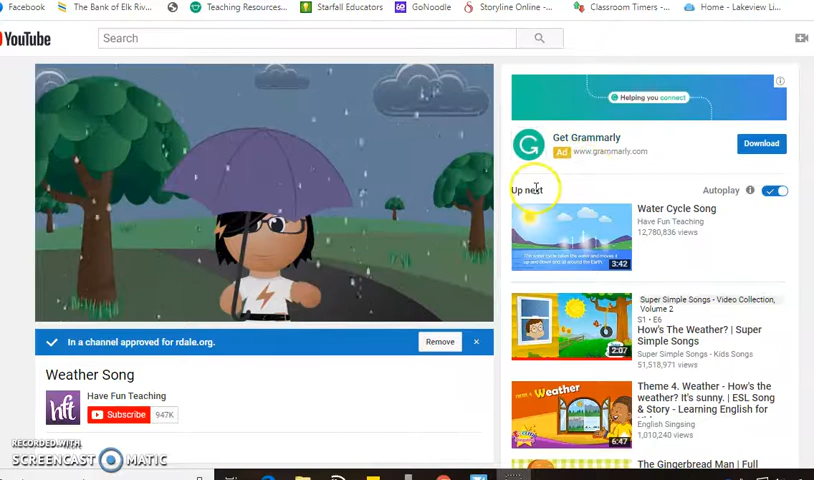 Facebook The Bank of Elk Riv... Teaching Resources... Starfall Educators GoNoodle Storyline Online -... Classroom Timers -... Home - Lakeview Li...
YouTube Search
Helping you connect
Get Grammarly
Ad www.grammarly.com
Download
Up next Autoplay
Water Cycle Song
Have Fun Teaching
12,780,836 views
3:42
Super Simple Songs - Video Collection,
Volume 2
S1 • E6
How's The Weather? | Super
Simple Songs
Super Simple Songs - Kids Songs
51,518,971 views
2:07
Theme 4. Weather - How's the
weather? It's sunny. | ESL Song
& Story - Learning English for
English Singsing
1,010,240 views
Weather
6:47
The Gingerbread Man | Full
In a channel approved for rdale.org. Remove
Weather Song
hft Have Fun Teaching
Subscribe 947K
RECORDED WITH
SCREENCAST MATIC